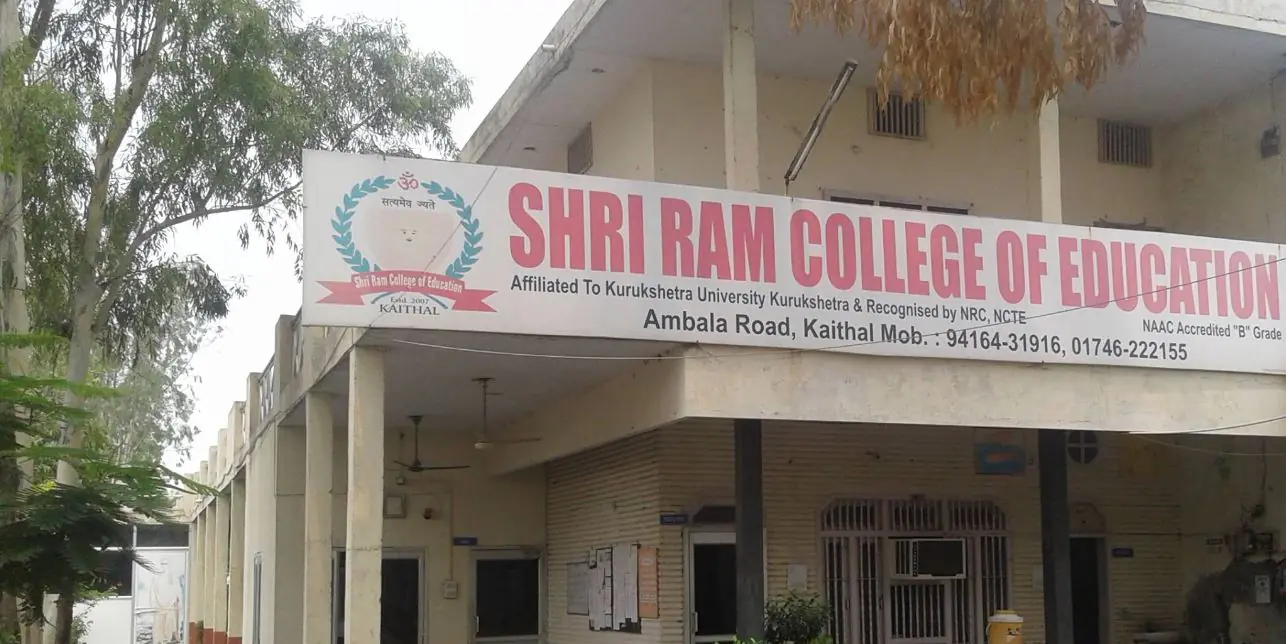 ॐ
सत्यमेव ज्यते
Shri Ram College of Education
Estd. 2007
KAITHAL
SHRI RAM COLLEGE OF EDUCATION
Affiliated To Kurukshetra University Kurukshetra & Recognised by NRC, NCTE
NAAC Accredited "B" Grade
Ambala Road, Kaithal Mob. : 94164-31916, 01746-222155